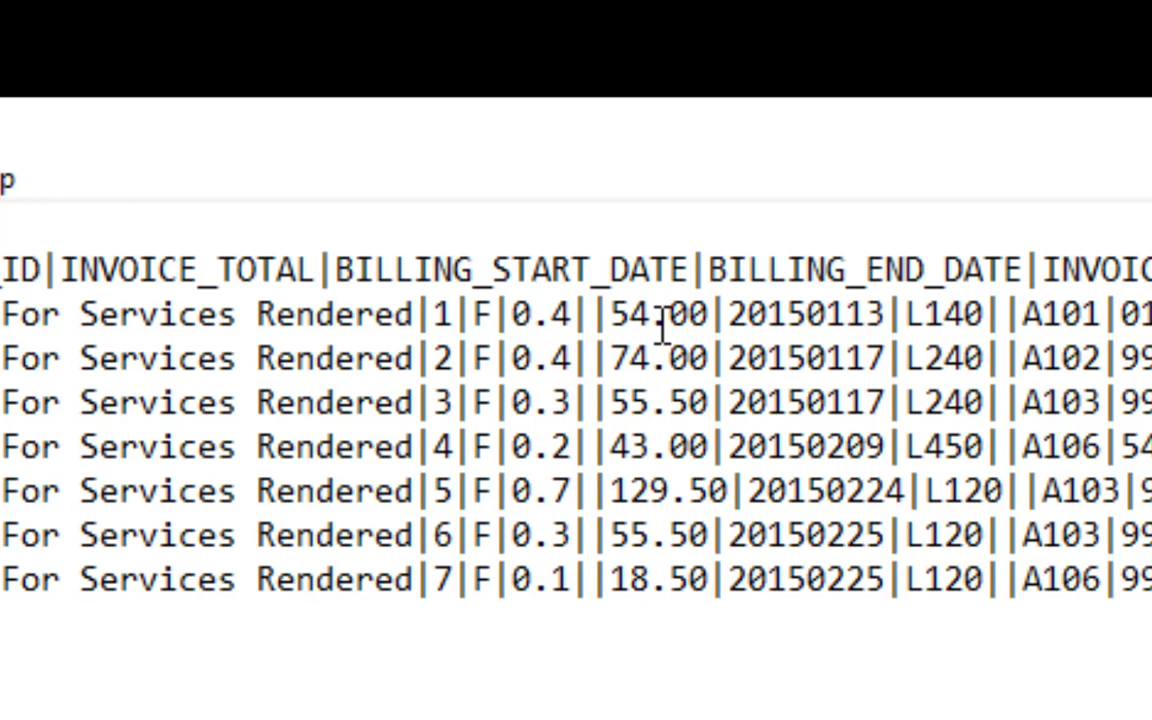 p
_ID|INVOICE_TOTAL|BILLING_START_DATE|BILLING_END_DATE|INVOIC
For Services Rendered|1|F|0.4||54.00|20150113|L140||A101|01
For Services Rendered|2|F|0.4||74.00|20150117|L240||A102|99
For Services Rendered|3|F|0.3||55.50|20150117|L240||A103|99
For Services Rendered|4|F|0.2||43.00|20150209|L450||A106|54
For Services Rendered|5|F|0.7||129.50|20150224|L120||A103|9
For Services Rendered|6|F|0.3||55.50|20150225|L120||A103|99
For Services Rendered|7|F|0.1||18.50|20150225|L120||A106|99